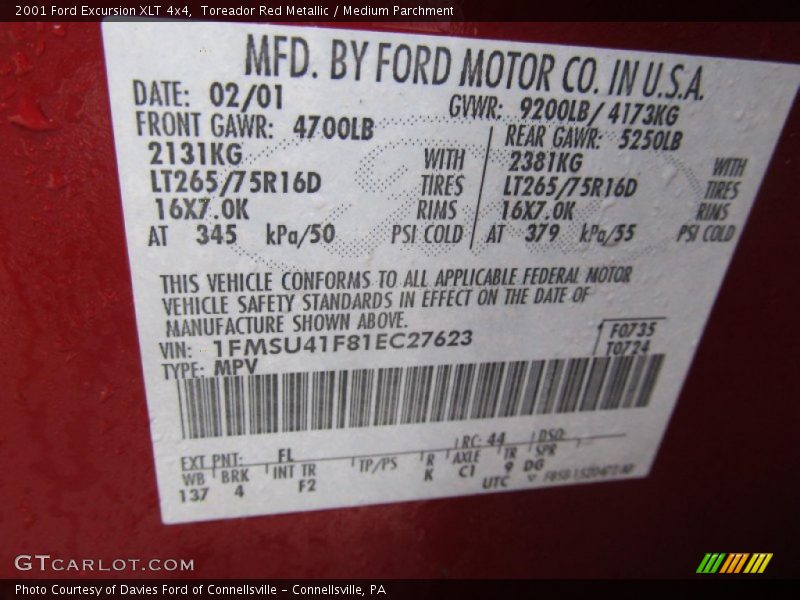 2001 Ford Excursion XLT 4x4,  Toreador Red Metallic / Medium Parchment
MFD. BY FORD MOTOR CO. IN U.S.A.
DATE: 02/01 GVWR: 9200LB/ 4173KG
FRONT GAWR: 4700LB REAR GAWR: 5250LB
2131KG WITH 2381KG WITH
LT265/75R16D TIRES LT265/75R16D TIRES
16X7.0K RIMS 16X7.0K RIMS
AT 345 kPa/50 PSI COLD AT 379 kPa/55 PSI COLD
THIS VEHICLE CONFORMS TO ALL APPLICABLE FEDERAL MOTOR
VEHICLE SAFETY STANDARDS IN EFFECT ON THE DATE OF
MANUFACTURE SHOWN ABOVE.
VIN: 1FMSU41F81EC27623 F0735
TYPE: MPV T0724
EXT PNT: FL RC: 44 DSO:
WB BRK INT TR TP/PS R AXLE TR SPR
137 4 F2 K C1 9 DG
UTC
GTCARLOT.COM
Photo Courtesy of Davies Ford of Connellsville – Connellsville, PA